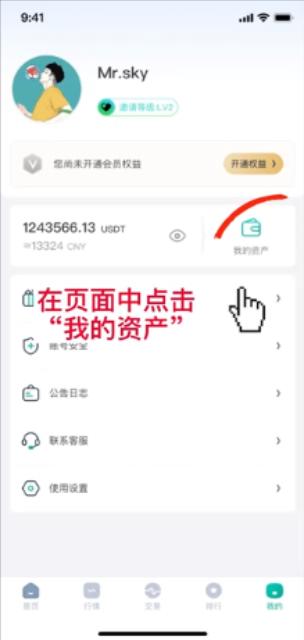 9:41
Mr.sky
邀请等级:LV2
您尚未开通会员权益
开通权益 >
1243566.13 USDT
≈13324 CNY
我的资产
在页面中点击
“我的资产”
账号安全
公告日志
联系客服
使用设置
首页
行情
交易
排行
我的